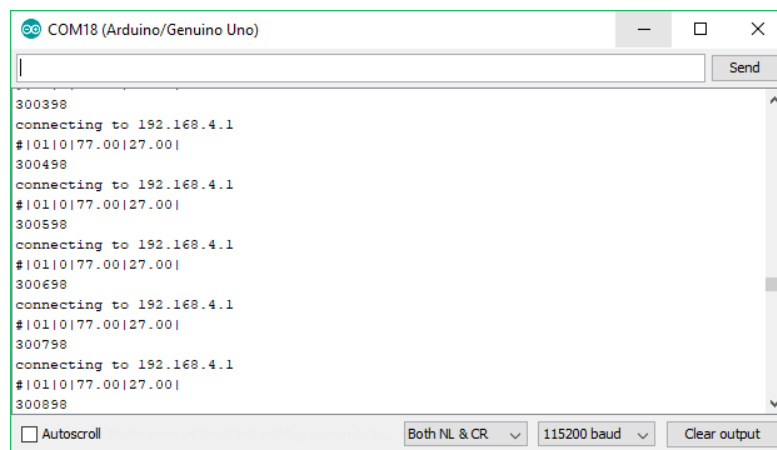 COM18 (Arduino/Genuino Uno)
Send
300398
connecting to 192.168.4.1
#|01|0|77.00|27.00|
300498
connecting to 192.168.4.1
#|01|0|77.00|27.00|
300598
connecting to 192.168.4.1
#|01|0|77.00|27.00|
300698
connecting to 192.168.4.1
#|01|0|77.00|27.00|
300798
connecting to 192.168.4.1
#|01|0|77.00|27.00|
300898
Autoscroll Both NL & CR 115200 baud Clear output